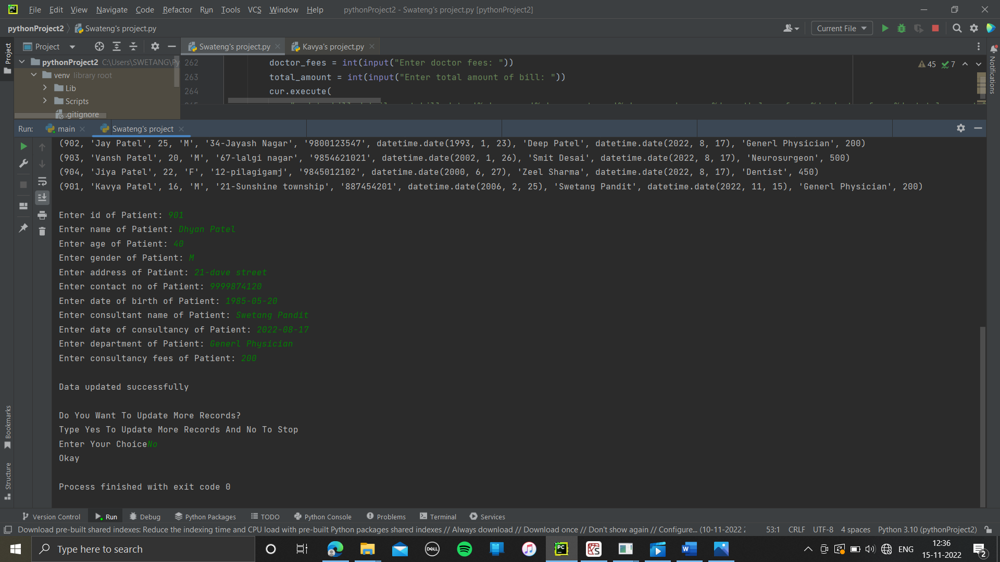 File Edit View Navigate Code Refactor Run Tools VCS Window Help pythonProject2 - Swateng's project.py [pythonProject2]
pythonProject2 Swateng's project.py Current File
Project Swateng's project.py Kavya's project.py
Project
pythonProject2 C:\Users\SWETANG\Py
venv library root
Lib
Scripts
.gitignore
262 doctor_fees = int(input("Enter doctor fees: "))
263 total_amount = int(input("Enter total amount of bill: "))
264 cur.execute(
45 7
Notifications
Run: main Swateng's project
(902, 'Jay Patel', 25, 'M', '34-Jayash Nagar', '9800123547', datetime.date(1993, 1, 23), 'Deep Patel', datetime.date(2022, 8, 17), 'Generl Physician', 200)
(903, 'Vansh Patel', 20, 'M', '67-lalgi nagar', '9854621021', datetime.date(2002, 1, 26), 'Smit Desai', datetime.date(2022, 8, 17), 'Neurosurgeon', 500)
(904, 'Jiya Patel', 22, 'F', '12-pilagigamj', '9845012102', datetime.date(2000, 6, 27), 'Zeel Sharma', datetime.date(2022, 8, 17), 'Dentist', 450)
(901, 'Kavya Patel', 16, 'M', '21-Sunshine township', '887454201', datetime.date(2006, 2, 25), 'Swetang Pandit', datetime.date(2022, 11, 15), 'Generl Physician', 200)
Enter id of Patient: 901
Enter name of Patient: Dhyan Patel
Enter age of Patient: 40
Enter gender of Patient: M
Enter address of Patient: 21-dave street
Enter contact no of Patient: 9999874120
Enter date of birth of Patient: 1985-05-20
Enter consultant name of Patient: Swetang Pandit
Enter date of consultancy of Patient: 2022-08-17
Enter department of Patient: Generl Physician
Enter consultancy fees of Patient: 200
Data updated successfully
Do You Want To Update More Records?
Type Yes To Update More Records And No To Stop
Enter Your ChoiceNo
Okay
Process finished with exit code 0
Bookmarks
Structure
Version Control Run Debug Python Packages TODO Python Console Problems Terminal Services
Download pre-built shared indexes: Reduce the indexing time and CPU load with pre-built Python packages shared indexes // Always download // Download once // Don't show again // Configure... (10-11-2022 53:1 CRLF UTF-8 4 spaces Python 3.10 (pythonProject2)
Type here to search DELL PC W ENG 12:36
15-11-2022 2